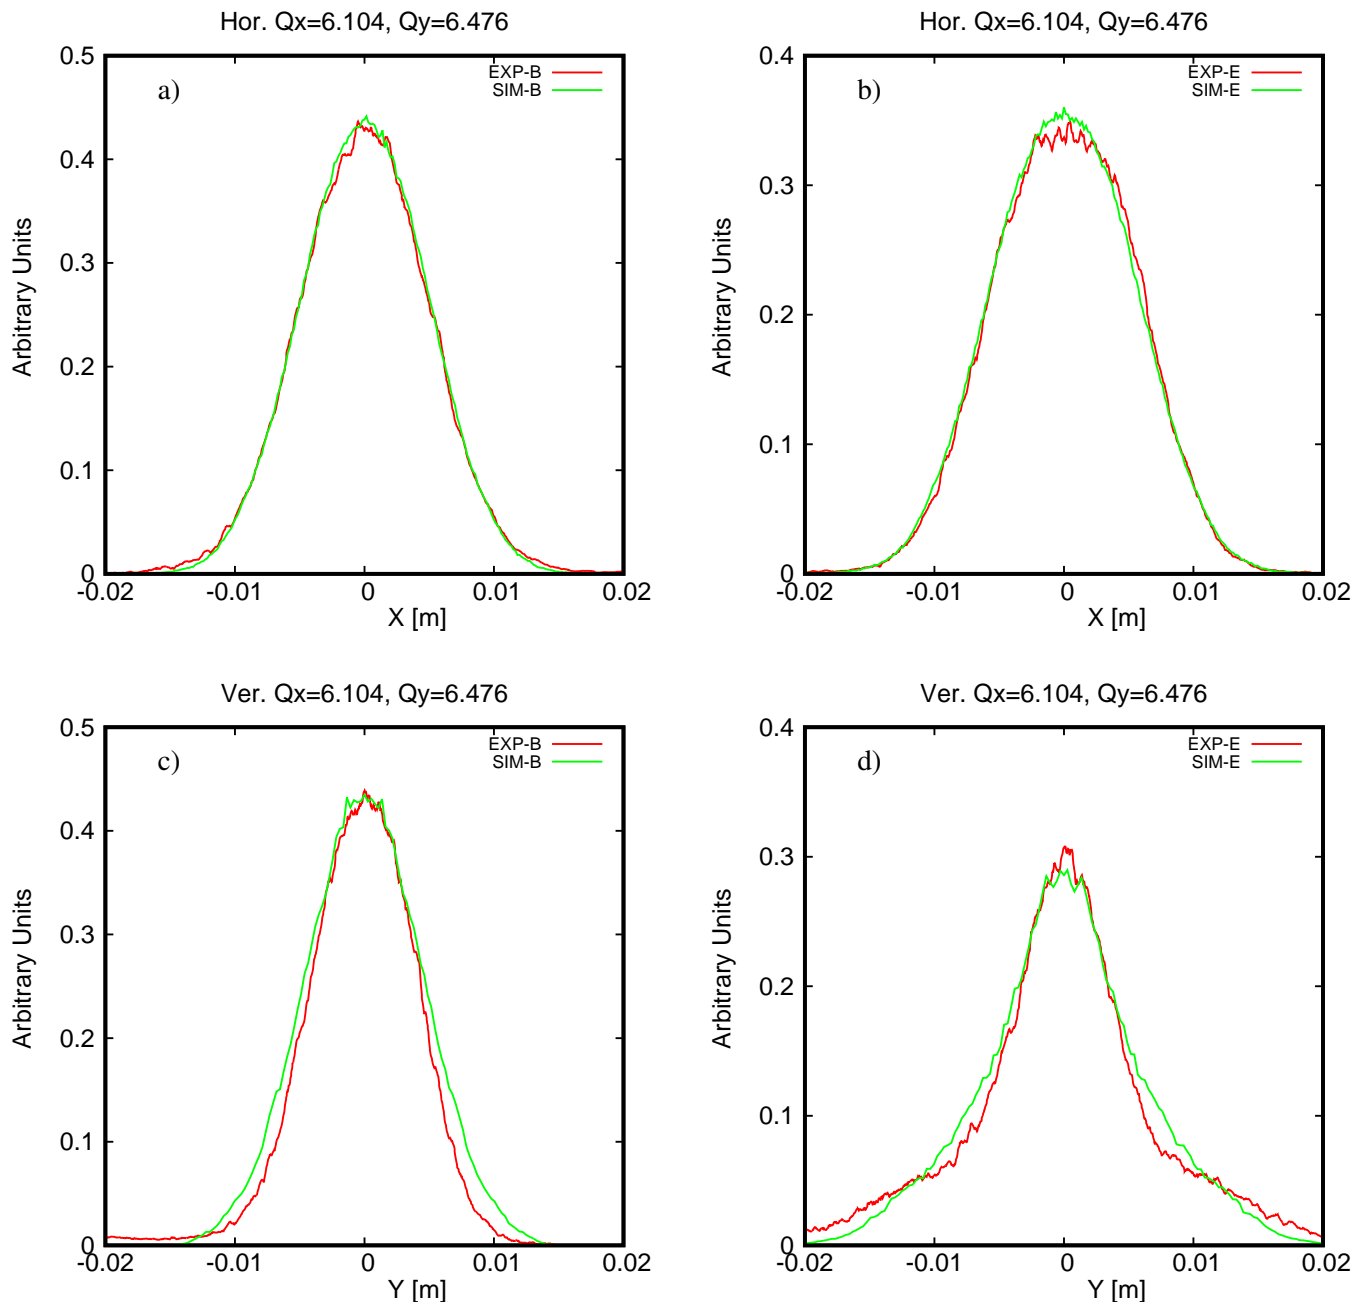 Hor. Qx=6.104, Qy=6.476
a)
EXP-B
SIM-B
0.5
0.4
0.3
0.2
0.1
0
Arbitrary Units
-0.02 -0.01 0 0.01 0.02
X [m]
Hor. Qx=6.104, Qy=6.476
b)
EXP-E
SIM-E
0.4
0.3
0.2
0.1
0
Arbitrary Units
-0.02 -0.01 0 0.01 0.02
X [m]
Ver. Qx=6.104, Qy=6.476
c)
EXP-B
SIM-B
0.5
0.4
0.3
0.2
0.1
0
Arbitrary Units
-0.02 -0.01 0 0.01 0.02
Y [m]
Ver. Qx=6.104, Qy=6.476
d)
EXP-E
SIM-E
0.4
0.3
0.2
0.1
0
Arbitrary Units
-0.02 -0.01 0 0.01 0.02
Y [m]